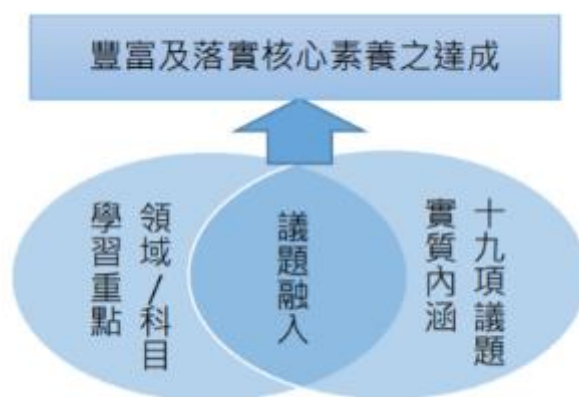 豐富及落實核心素養之達成
領域/科目
學習重點
議題融入
十九項議題
實質內涵